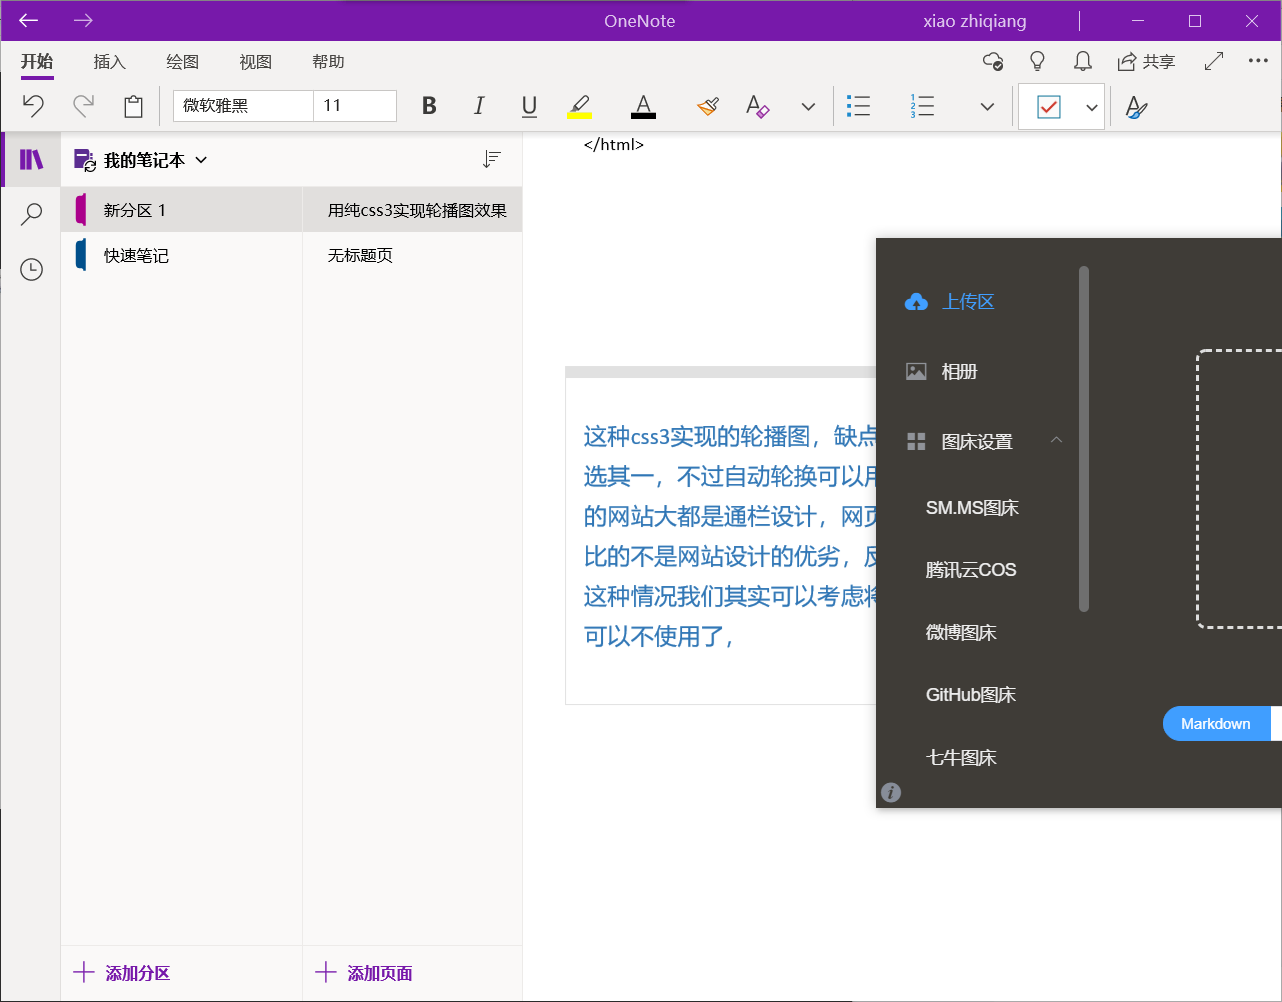 OneNote
xiao zhiqiang
开始
插入
绘图
视图
帮助
共享
微软雅黑
11
B
I
U
A
A
A
我的笔记本
新分区 1
快速笔记
用纯css3实现轮播图效果
无标题页
添加分区
添加页面
</html>
这种css3实现的轮播图，缺点
选其一，不过自动轮换可以用
的网站大都是通栏设计，网页
比的不是网站设计的优劣，反
这种情况我们其实可以考虑将
可以不使用了，
上传区
相册
图床设置
SM.MS图床
腾讯云COS
微博图床
GitHub图床
七牛图床
Markdown